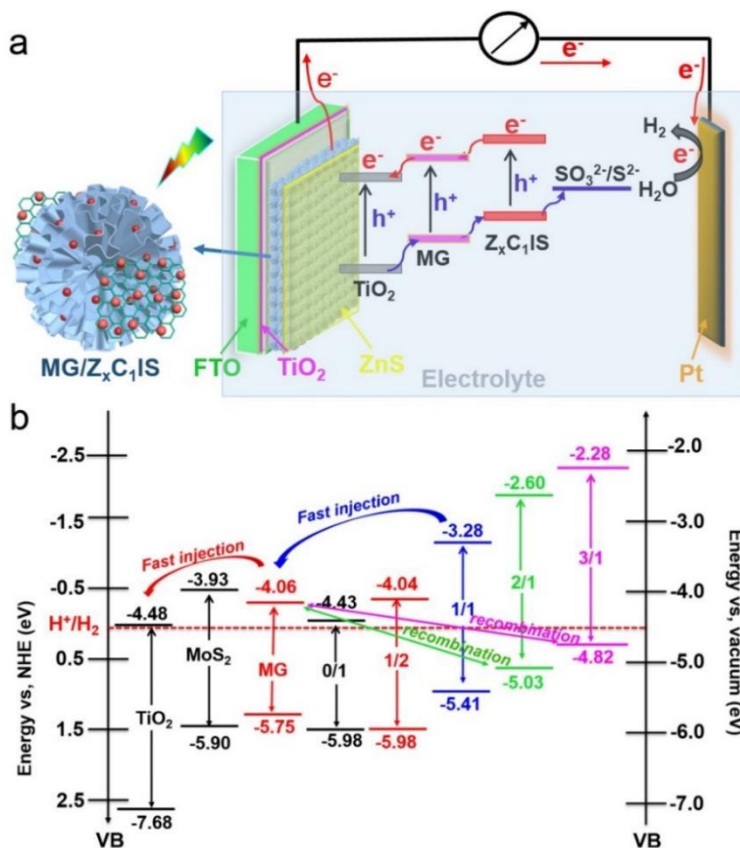 a
e⁻
e⁻
e⁻
e⁻
e⁻
e⁻
H₂
e⁻
e⁻
SO₃²⁻/S²⁻
H₂O
h⁺
h⁺
h⁺
TiO₂
MG
ZₓC₁IS
MG/ZₓC₁IS
FTO
TiO₂
ZnS
Electrolyte
Pt
b
-2.5
-1.5
-0.5
H⁺/H₂
0.5
1.5
2.5
VB
Energy vs, NHE (eV)
Fast injection
Fast injection
-4.48
TiO₂
-7.68
-3.93
MoS₂
-5.90
-4.06
MG
-5.75
-4.43
0/1
-5.98
-4.04
1/2
-5.98
-3.28
1/1
-5.41
-2.60
2/1
-5.03
-2.28
3/1
-4.82
recombination
recombination
-2.0
-3.0
-4.0
-5.0
-6.0
-7.0
VB
Energy vs, vacuum (eV)